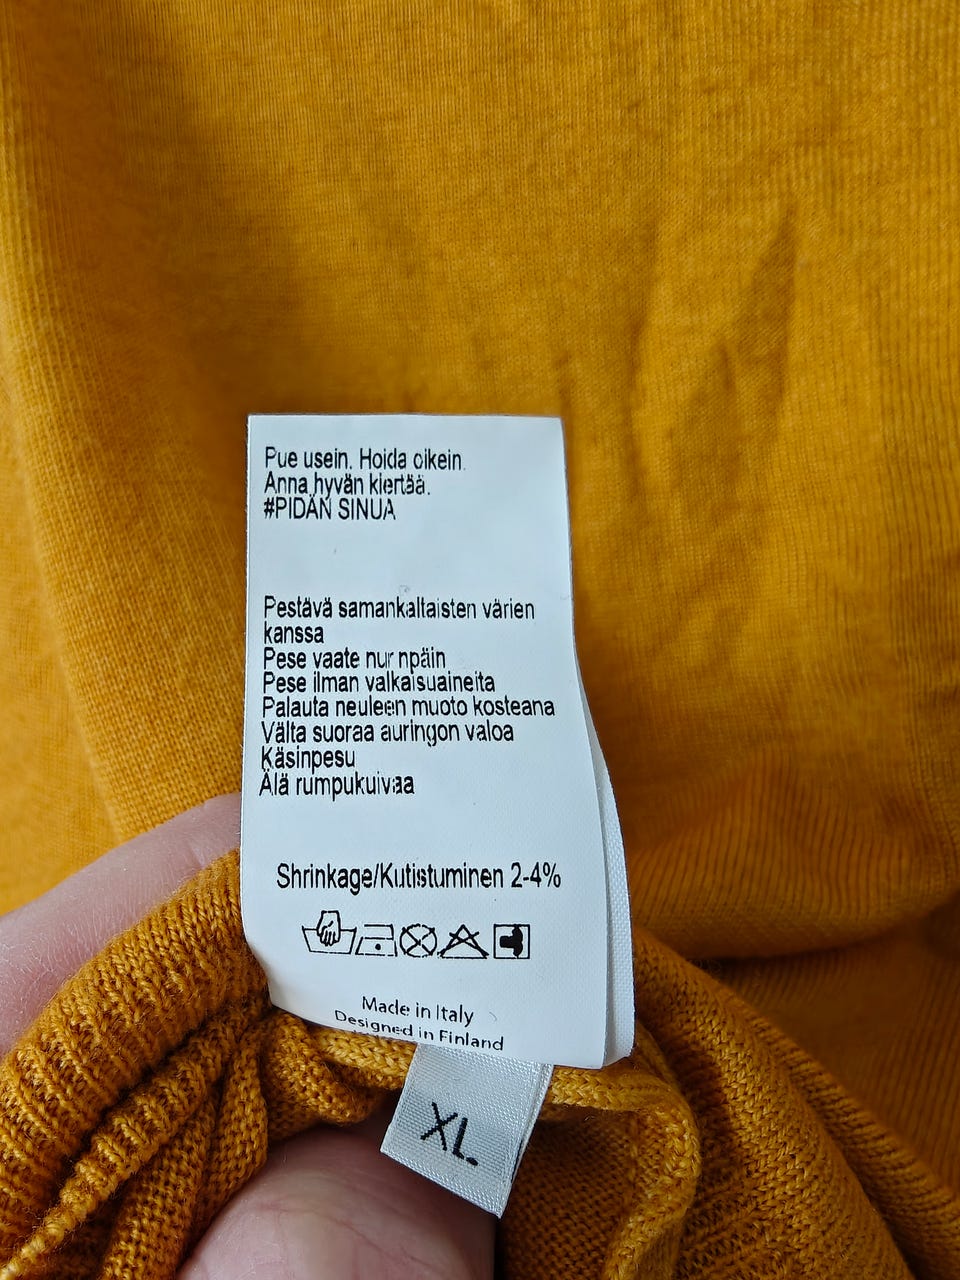 Pue usein. Hoida oikein.
Anna hyvän kiertää.
#PIDÄN SINUA
Pestävä samankaltaisten värien
kanssa
Pese vaate nurinpäin
Pese ilman valkaisuaineita
Palauta neuleen muoto kosteana
Vältä suoraa auringon valoa
Käsinpesu
Älä rumpukuivaa
Shrinkage/Kutistuminen 2-4%
Made in Italy
Designed in Finland
XL